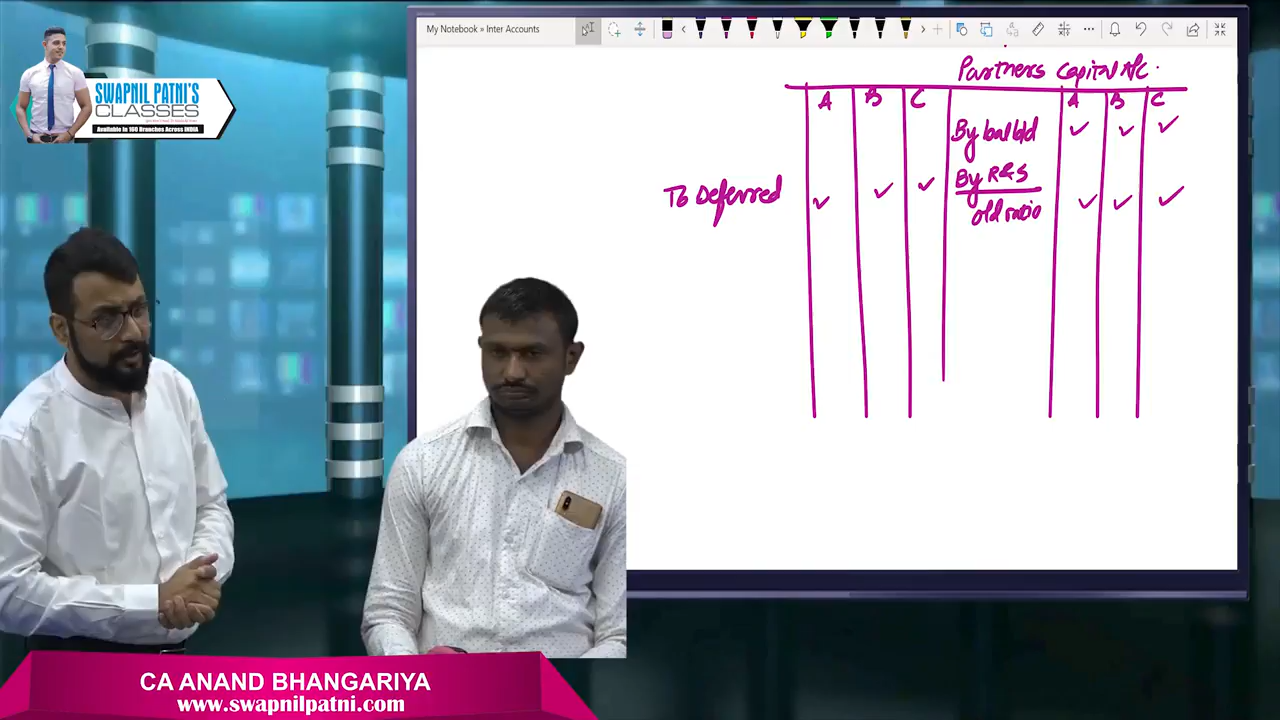 SWAPNIL PATNI'S
CLASSES
Available in 160 Branches Across INDIA
My Notebook » Inter Accounts
Partners Capital A/c.
A B C A B C
By bal b/d
By R&S
To Deferred
old ratio
CA ANAND BHANGARIYA
www.swapnilpatni.com